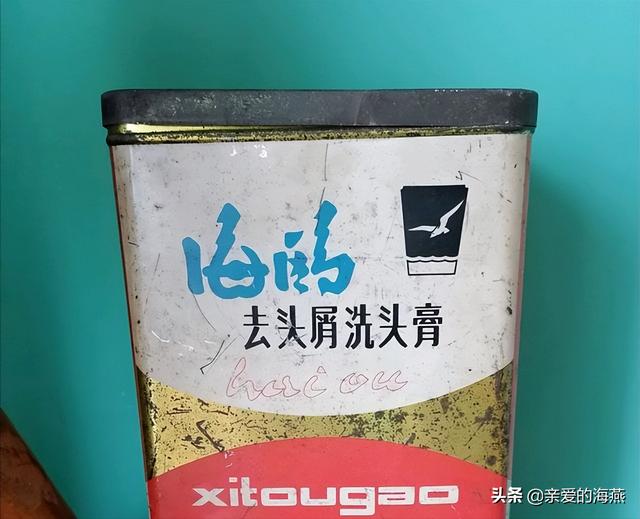 海鸥
去头屑洗头膏
hai ou
xitougao
头条 @亲爱的海燕